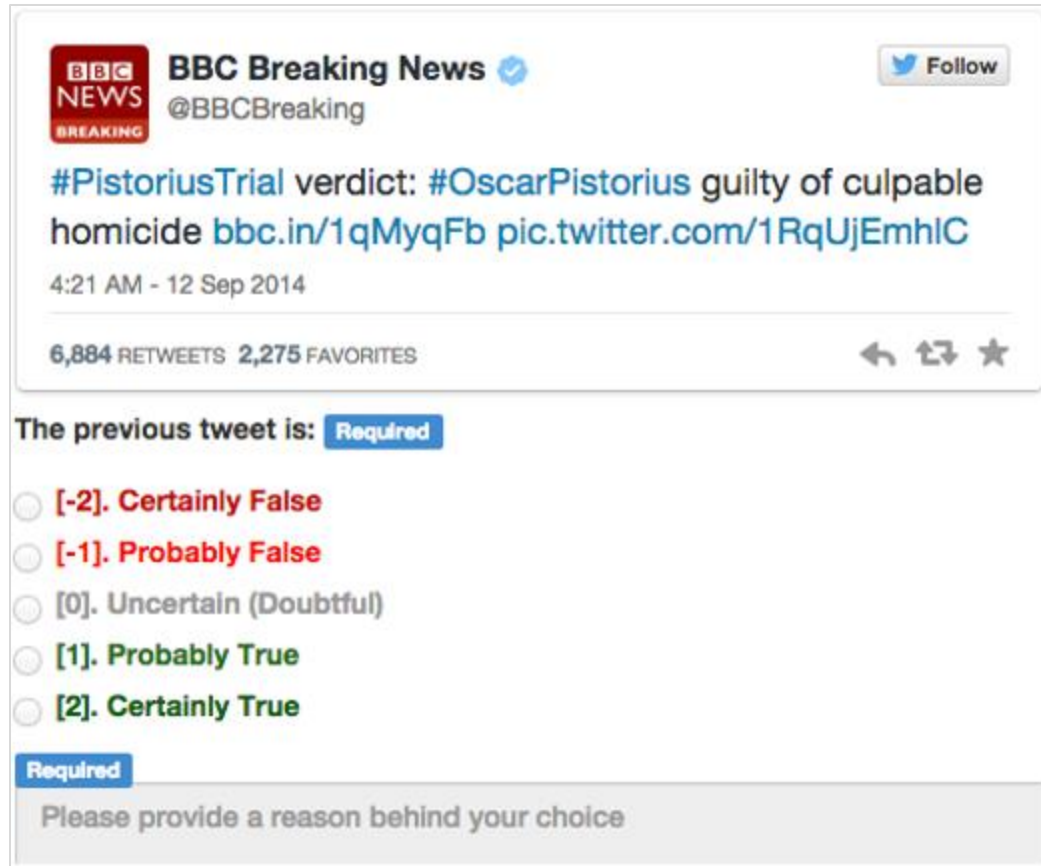 BBC
NEWS
BREAKING
BBC Breaking News
@BBCBreaking
Follow
#PistoriusTrial verdict: #OscarPistorius guilty of culpable
homicide bbc.in/1qMyqFb pic.twitter.com/1RqUjEmhlC
4:21 AM - 12 Sep 2014
6,884 RETWEETS 2,275 FAVORITES
The previous tweet is: Required
[-2]. Certainly False
[-1]. Probably False
[0]. Uncertain (Doubtful)
[1]. Probably True
[2]. Certainly True
Required
Please provide a reason behind your choice